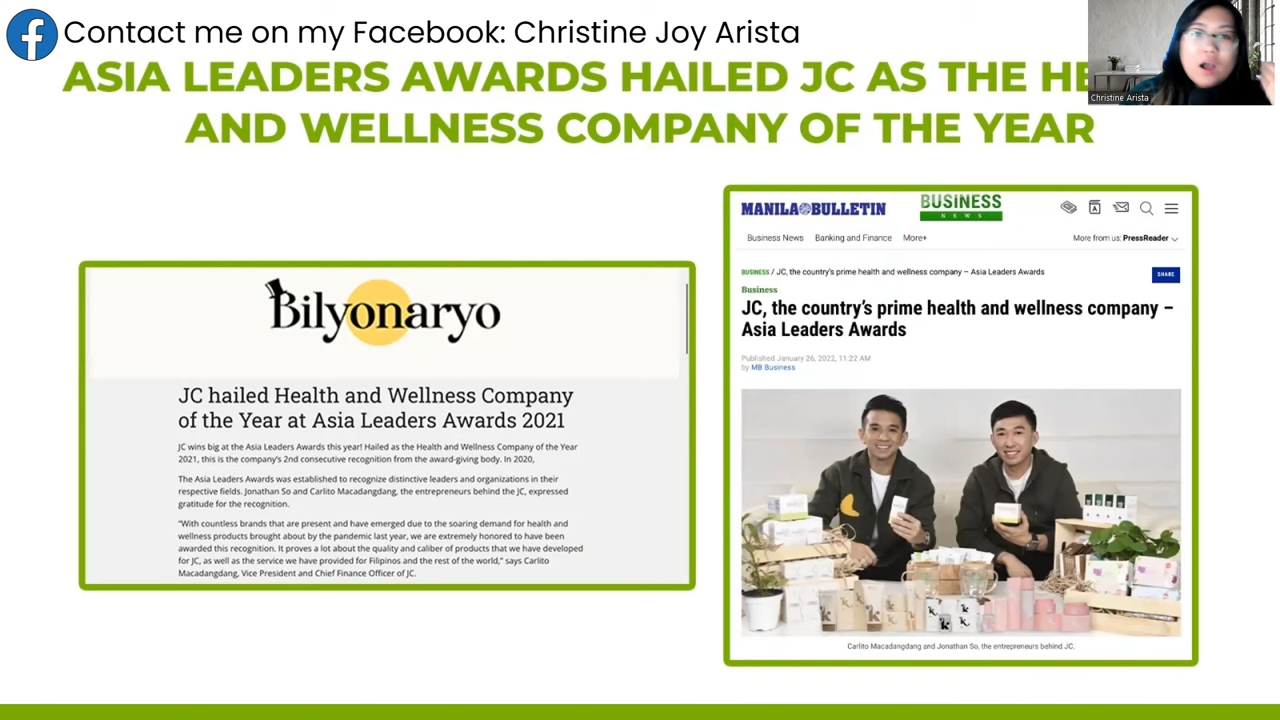 Contact me on my Facebook: Christine Joy Arista
ASIA LEADERS AWARDS HAILED JC AS THE
AND WELLNESS COMPANY OF THE YEAR
Christine Arista
Bilyonaryo
JC hailed Health and Wellness Company
of the Year at Asia Leaders Awards 2021
JC wins big at the Asia Leaders Awards this year! Hailed as the Health and Wellness Company of the Year
2021, this is the company's 2nd consecutive recognition from the award-giving body. In 2020,
The Asia Leaders Awards was established to recognize distinctive leaders and organizations in their
respective fields. Jonathan So and Carlito Macadangdang, the entrepreneurs behind the JC, expressed
gratitude for the recognition.
"With countless brands that are present and have emerged due to the soaring demand for health and
wellness products brought about by the pandemic last year, we are extremely honored to have been
awarded this recognition. It proves a lot about the quality and caliber of products that we have developed
for JC, as well as the service we have provided for Filipinos and the rest of the world," says Carlito
Macadangdang, Vice President and Chief Finance Officer of JC.
MANILA BULLETIN
BUSINESS
NEWS
Business News Banking and Finance More+
More from us: PressReader
BUSINESS / JC, the country's prime health and wellness company – Asia Leaders Awards
SHARE
Business
JC, the country's prime health and wellness company –
Asia Leaders Awards
Published January 26, 2022, 11:22 AM
by MB Business
Carlito Macadangdang and Jonathan So, the entrepreneurs behind JC.